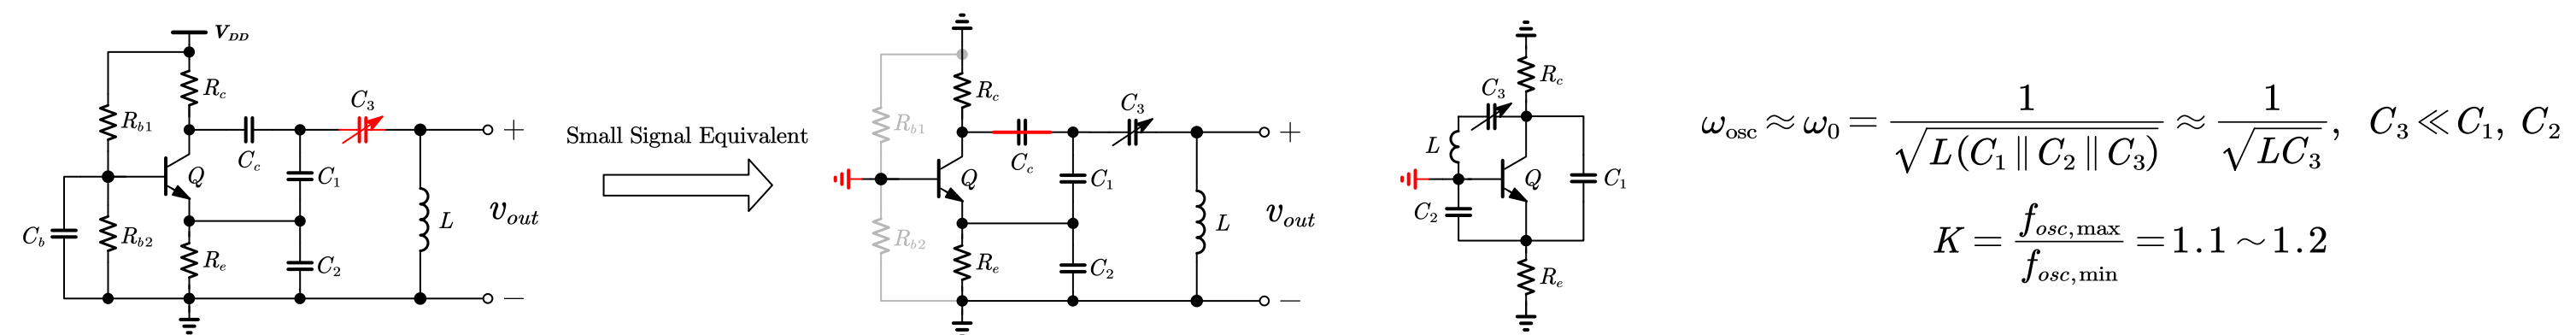 V_DD
R_c
C_3
R_b1
C_c
Q
C_1
+
v_out
L
C_b
R_b2
R_e
C_2
−
Small Signal Equivalent
R_c
C_3
R_b1
C_c
Q
C_1
+
v_out
L
R_b2
R_e
C_2
−
R_c
C_3
L
Q
C_1
C_2
R_e
ω_osc ≈ ω_0 = 1 / √(L(C_1 ∥ C_2 ∥ C_3)) ≈ 1 / √(LC_3), C_3 ≪ C_1, C_2
K = f_osc,max / f_osc,min = 1.1 ~ 1.2